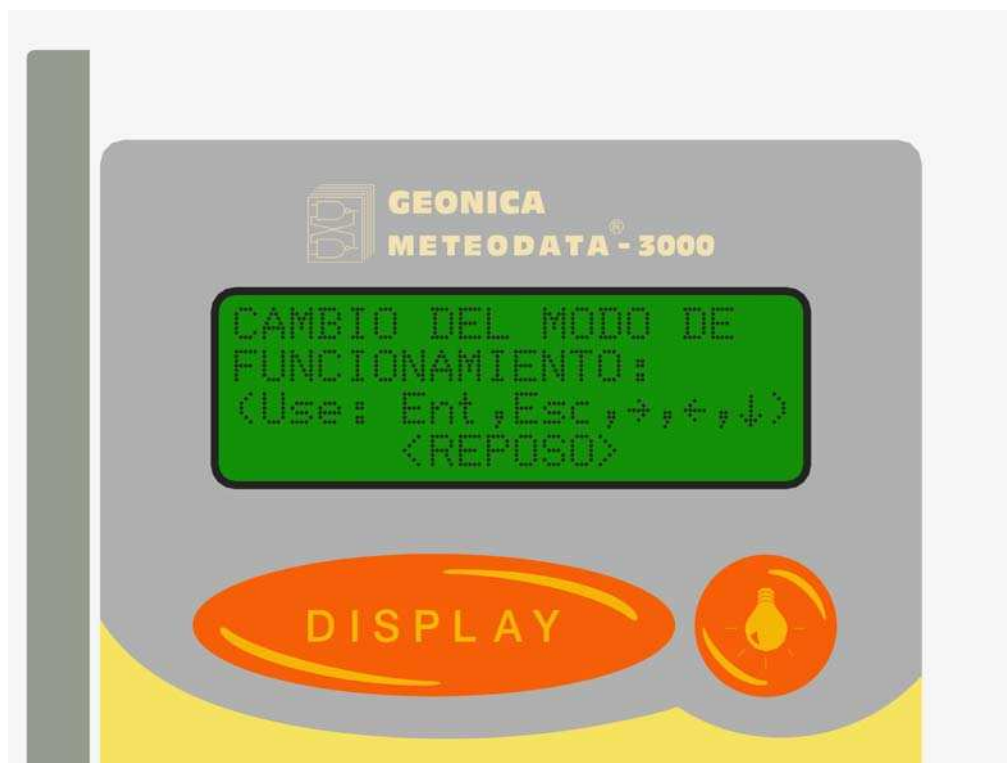 GEONICA
METEODATA® - 3000
CAMBIO DEL MODO DE
FUNCIONAMIENTO:
(Use: Ent,Esc,→,←,↓)
<REPOSO>
DISPLAY